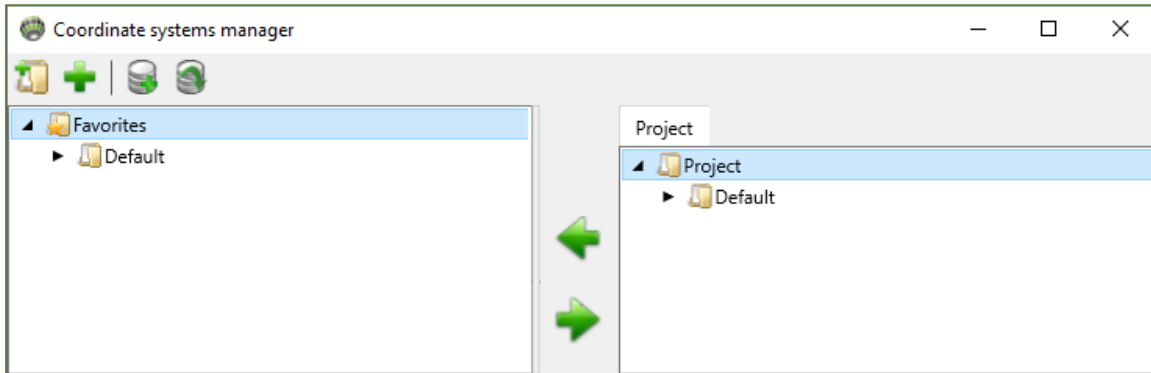 Coordinate systems manager
Favorites
Default
Project
Project
Default